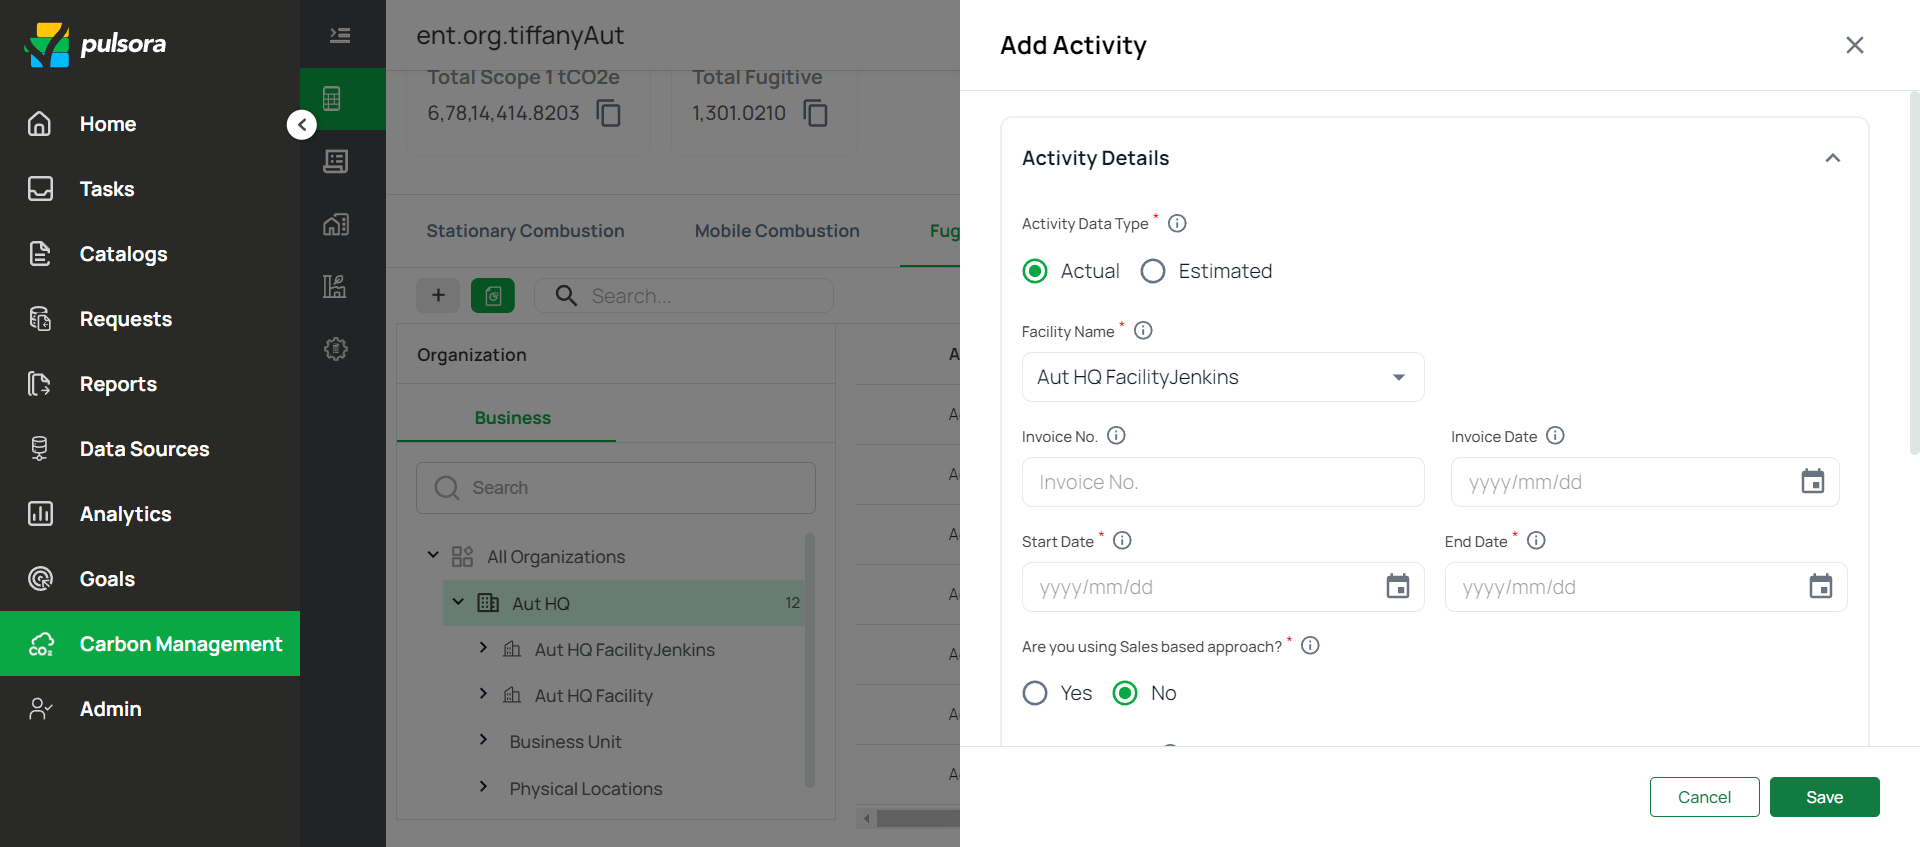 pulsora
Home
Tasks
Catalogs
Requests
Reports
Data Sources
Analytics
Goals
CO₂
Carbon Management
Admin
ent.org.tiffanyAut
Total Scope 1 tCO2e
6,78,14,414.8203
Total Fugitive
1,301.0210
Stationary Combustion
Mobile Combustion
Fug
+
Search...
Organization
Business
Search
All Organizations
Aut HQ
12
Aut HQ FacilityJenkins
Aut HQ Facility
Business Unit
Physical Locations
Add Activity
Activity Details
Activity Data Type *
Actual
Estimated
Facility Name *
Aut HQ FacilityJenkins
Invoice No.
Invoice Date
Invoice No.
yyyy/mm/dd
Start Date *
End Date *
yyyy/mm/dd
yyyy/mm/dd
Are you using Sales based approach? *
Yes
No
Cancel
Save